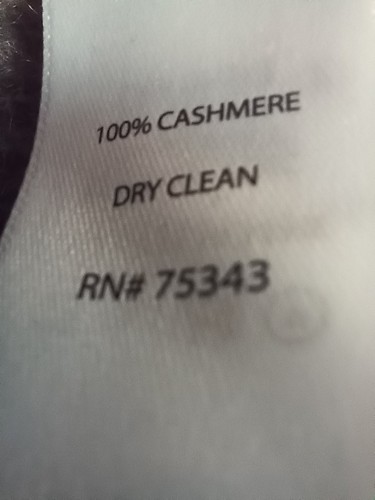 100% CASHMERE
DRY CLEAN
RN# 75343